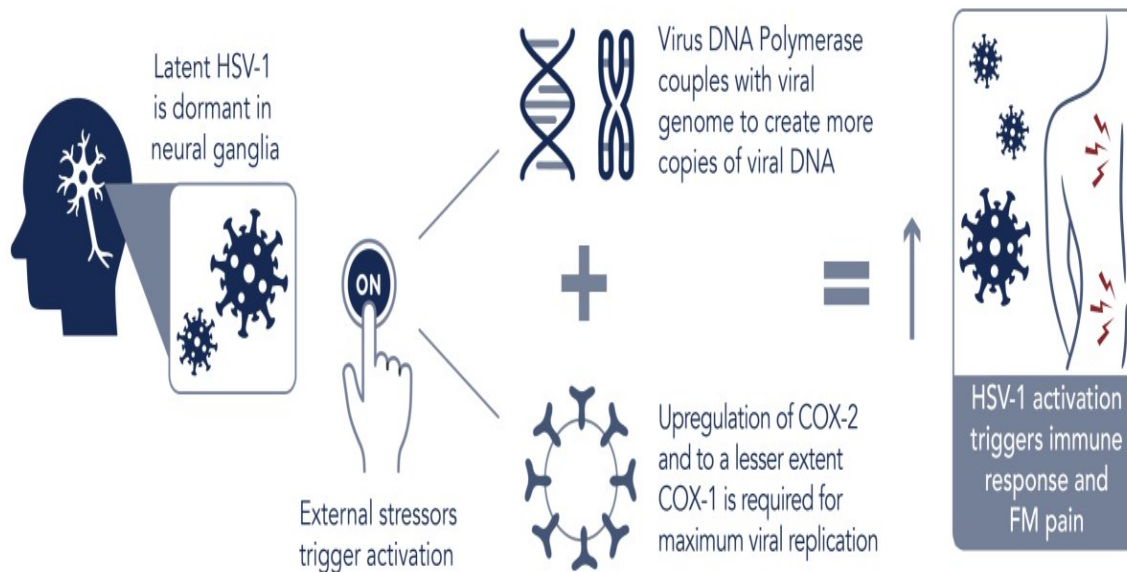 Latent HSV-1
is dormant in
neural ganglia
ON
External stressors
trigger activation
Virus DNA Polymerase
couples with viral
genome to create more
copies of viral DNA
+
Upregulation of COX-2
and to a lesser extent
COX-1 is required for
maximum viral replication
=
HSV-1 activation
triggers immune
response and
FM pain